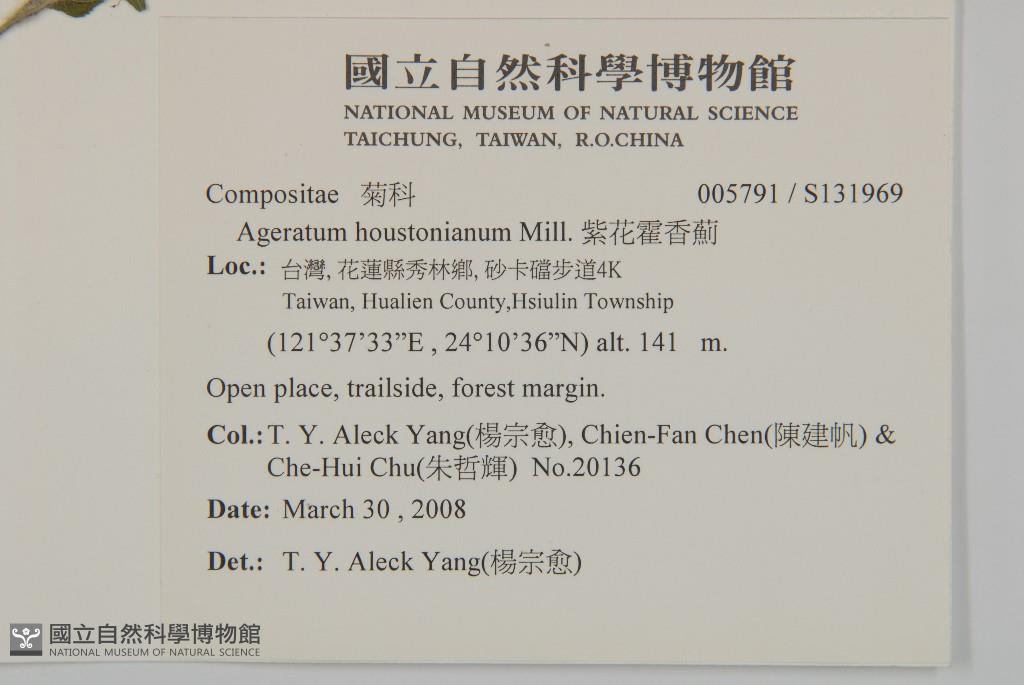 國立自然科學博物館
NATIONAL MUSEUM OF NATURAL SCIENCE
TAICHUNG, TAIWAN, R.O.CHINA
Compositae 菊科 005791 / S131969
Ageratum houstonianum Mill. 紫花霍香薊
Loc.: 台灣, 花蓮縣秀林鄉, 砂卡礑步道4K
Taiwan, Hualien County,Hsiulin Township
(121°37’33”E , 24°10’36”N) alt. 141 m.
Open place, trailside, forest margin.
Col.: T. Y. Aleck Yang(楊宗愈), Chien-Fan Chen(陳建帆) &
Che-Hui Chu(朱哲輝) No.20136
Date: March 30 , 2008
Det.: T. Y. Aleck Yang(楊宗愈)
國立自然科學博物館
NATIONAL MUSEUM OF NATURAL SCIENCE